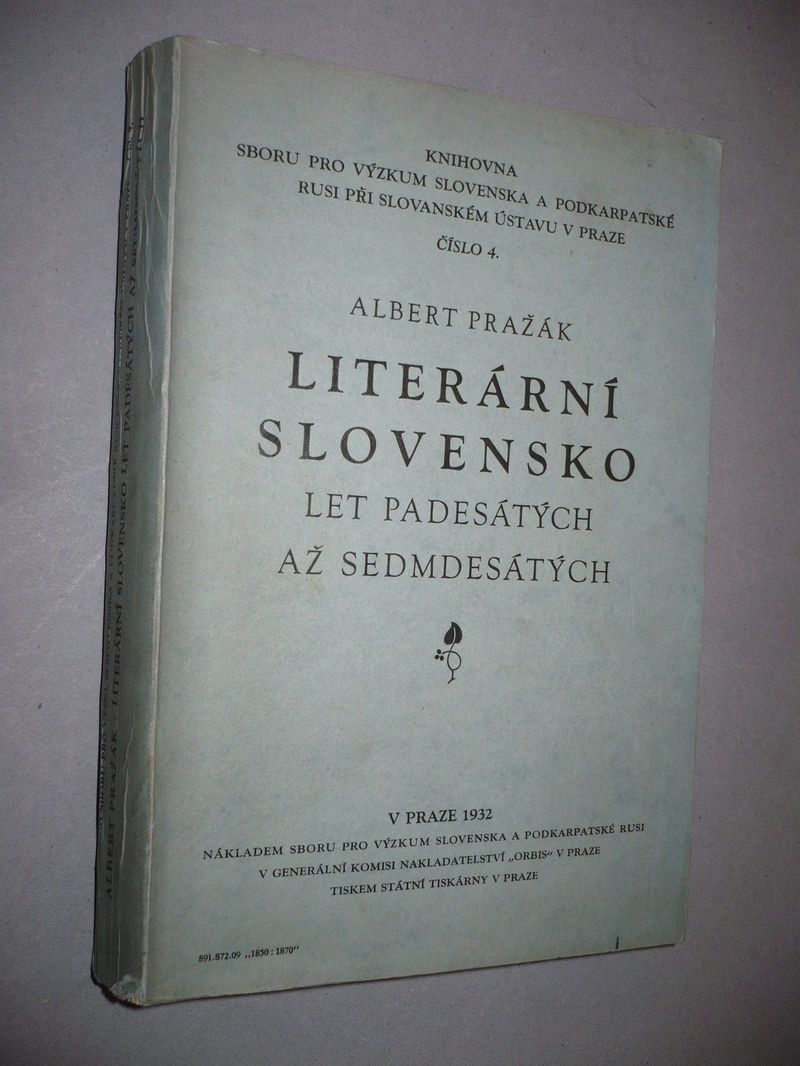 KNIHOVNA
SBORU PRO VÝZKUM SLOVENSKA A PODKARPATSKÉ
RUSI PŘI SLOVANSKÉM ÚSTAVU V PRAZE
ČÍSLO 4.
ALBERT PRAŽÁK
LITERÁRNÍ
SLOVENSKO
LET PADESÁTÝCH
AŽ SEDMDESÁTÝCH
V PRAZE 1932
NÁKLADEM SBORU PRO VÝZKUM SLOVENSKA A PODKARPATSKÉ RUSI
V GENERÁLNÍ KOMISI NAKLADATELSTVÍ „ORBIS“ V PRAZE
TISKEM STÁTNÍ TISKÁRNY V PRAZE
891.872.09 „1850 : 1870“
ALBERT PRAŽÁK · LITERÁRNÍ SLOVENSKO LET PADESÁTÝCH AŽ SEDMDESÁTÝCH